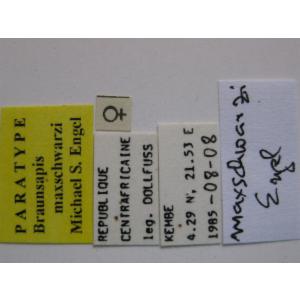 PARATYPE
Braunsapis
maxschwarzi
Michael S. Engel
♀
REPUBLIQUE
CENTRAFRICAINE
leg. DOLLFUSS
KEMBE
4.29 N, 21.53 E
1985-08-08
maxschwarzi
Engel